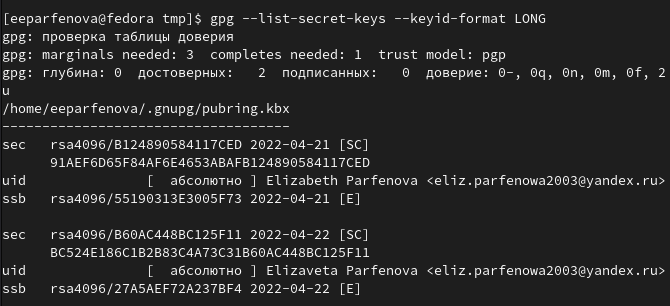 [eeparfenova@fedora tmp]$ gpg --list-secret-keys --keyid-format LONG
gpg: проверка таблицы доверия
gpg: marginals needed: 3  completes needed: 1  trust model: pgp
gpg: глубина: 0  достоверных:   2  подписанных:   0  доверие: 0-, 0q, 0n, 0m, 0f, 2
u
/home/eeparfenova/.gnupg/pubring.kbx
------------------------------------
sec   rsa4096/B124890584117CED 2022-04-21 [SC]
      91AEF6D65F84AF6E4653ABAFB124890584117CED
uid               [  абсолютно ] Elizabeth Parfenova <eliz.parfenowa2003@yandex.ru>
ssb   rsa4096/55190313E3005F73 2022-04-21 [E]

sec   rsa4096/B60AC448BC125F11 2022-04-22 [SC]
      BC524E186C1B2B83C4A73C31B60AC448BC125F11
uid               [  абсолютно ] Elizaveta Parfenova <eliz.parfenowa2003@yandex.ru>
ssb   rsa4096/27A5AEF72A237BF4 2022-04-22 [E]